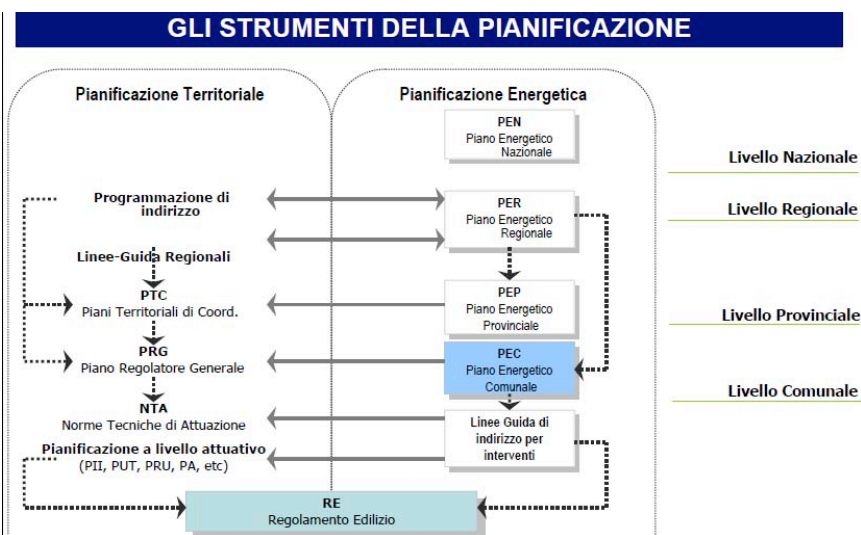 GLI STRUMENTI DELLA PIANIFICAZIONE
Pianificazione Territoriale
Pianificazione Energetica
PEN
Piano Energetico
Nazionale
Livello Nazionale
Programmazione di
indirizzo
PER
Piano Energetico
Regionale
Livello Regionale
Linee-Guida Regionali
PTC
Piani Territoriali di Coord.
PEP
Piano Energetico
Provinciale
Livello Provinciale
PRG
Piano Regolatore Generale
PEC
Piano Energetico
Comunale
Livello Comunale
NTA
Norme Tecniche di Attuazione
Linee Guida di
indirizzo per
interventi
Pianificazione a livello attuativo
(PII, PUT, PRU, PA, etc)
RE
Regolamento Edilizio